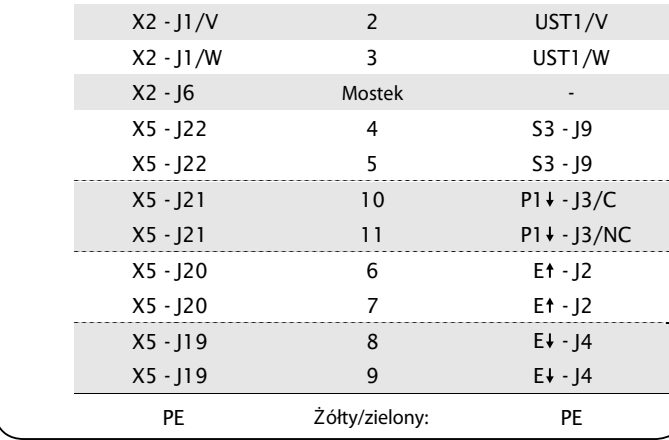 X2 - J1/V 2 UST1/V
X2 - J1/W 3 UST1/W
X2 - J6 Mostek -
X5 - J22 4 S3 - J9
X5 - J22 5 S3 - J9
X5 - J21 10 P1↓ - J3/C
X5 - J21 11 P1↓ - J3/NC
X5 - J20 6 E↑ - J2
X5 - J20 7 E↑ - J2
X5 - J19 8 E↓ - J4
X5 - J19 9 E↓ - J4
PE Żółty/zielony: PE